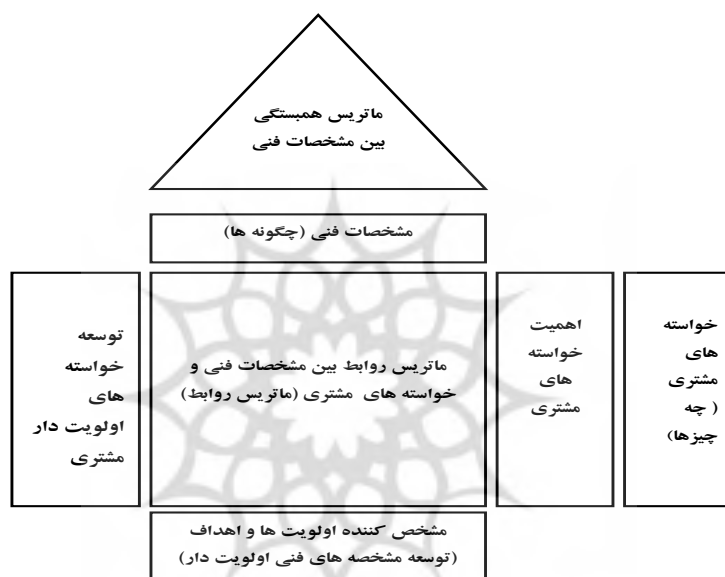 ماتریس همبستگی
بین مشخصات فنی
مشخصات فنی (چگونه ها)
خواسته
های
مشتری
( چه
چیزها)
اهمیت
خواسته
های
مشتری
ماتریس روابط بین مشخصات فنی و
خواسته های مشتری (ماتریس روابط)
توسعه
خواسته
های
اولویت دار
مشتری
مشخص کننده اولویت ها و اهداف
(توسعه مشخصه های فنی اولویت دار)